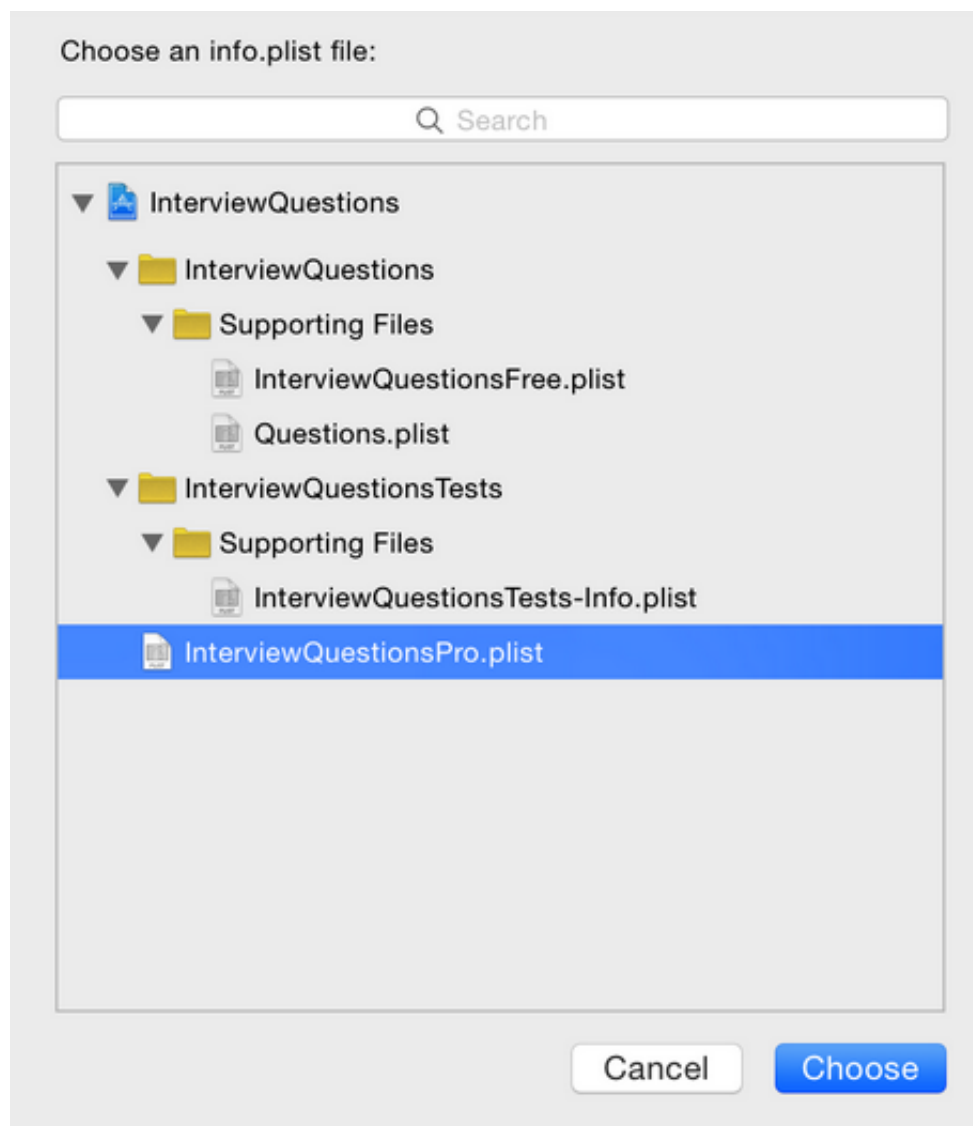 Choose an info.plist file:
Search
InterviewQuestions
InterviewQuestions
Supporting Files
InterviewQuestionsFree.plist
Questions.plist
InterviewQuestionsTests
Supporting Files
InterviewQuestionsTests-Info.plist
InterviewQuestionsPro.plist
Cancel Choose